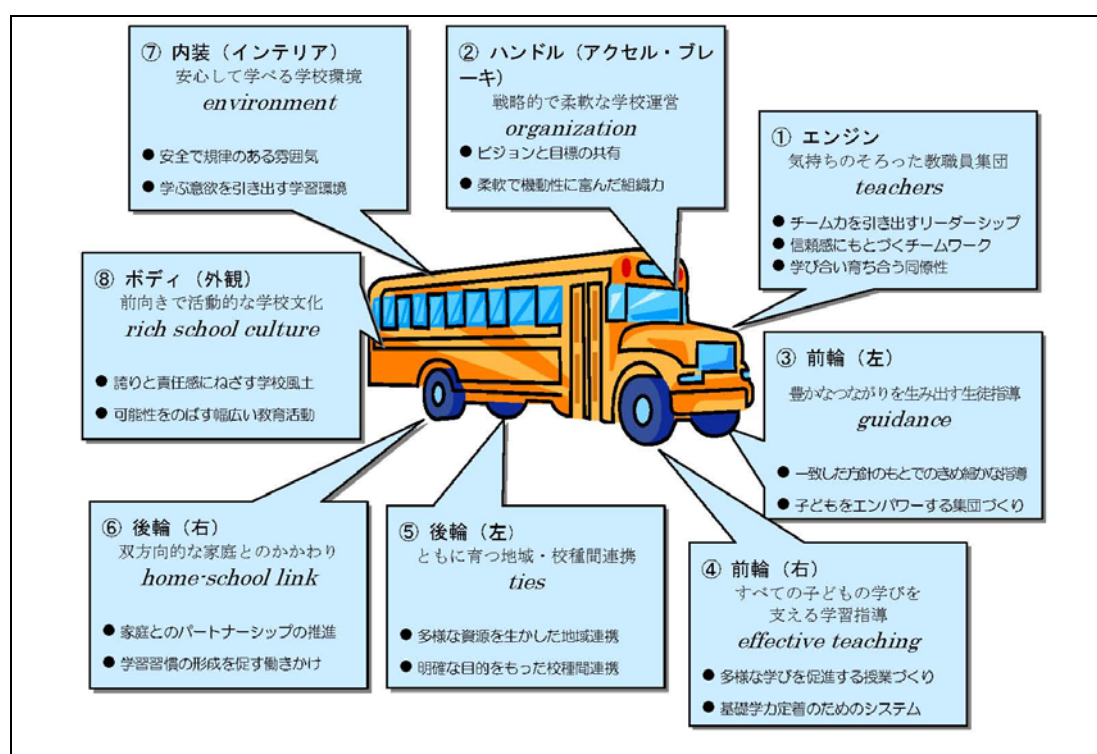 ⑦ 内装（インテリア）
安心して学べる学校環境
environment
● 安全で規律のある雰囲気
● 学ぶ意欲を引き出す学習環境
② ハンドル（アクセル・ブレ
ーキ）
戦略的で柔軟な学校運営
organization
● ビジョンと目標の共有
● 柔軟で機動性に富んだ組織力
① エンジン
気持ちのそろった教職員集団
teachers
● チーム力を引き出すリーダーシップ
● 信頼感にもとづくチームワーク
● 学び合い育ち合う同僚性
⑧ ボディ（外観）
前向きで活動的な学校文化
rich school culture
● 誇りと責任感にねざす学校風土
● 可能性をのばす幅広い教育活動
③ 前輪（左）
豊かなつながりを生み出す生徒指導
guidance
● 一致した方針のもとでのきめ細かな指導
● 子どもをエンパワーする集団づくり
⑥ 後輪（右）
双方向的な家庭とのかかわり
home-school link
● 家庭とのパートナーシップの推進
● 学習習慣の形成を促す働きかけ
⑤ 後輪（左）
ともに育つ地域・校種間連携
ties
● 多様な資源を生かした地域連携
● 明確な目的をもった校種間連携
④ 前輪（右）
すべての子どもの学びを
支える学習指導
effective teaching
● 多様な学びを促進する授業づくり
● 基礎学力定着のためのシステム